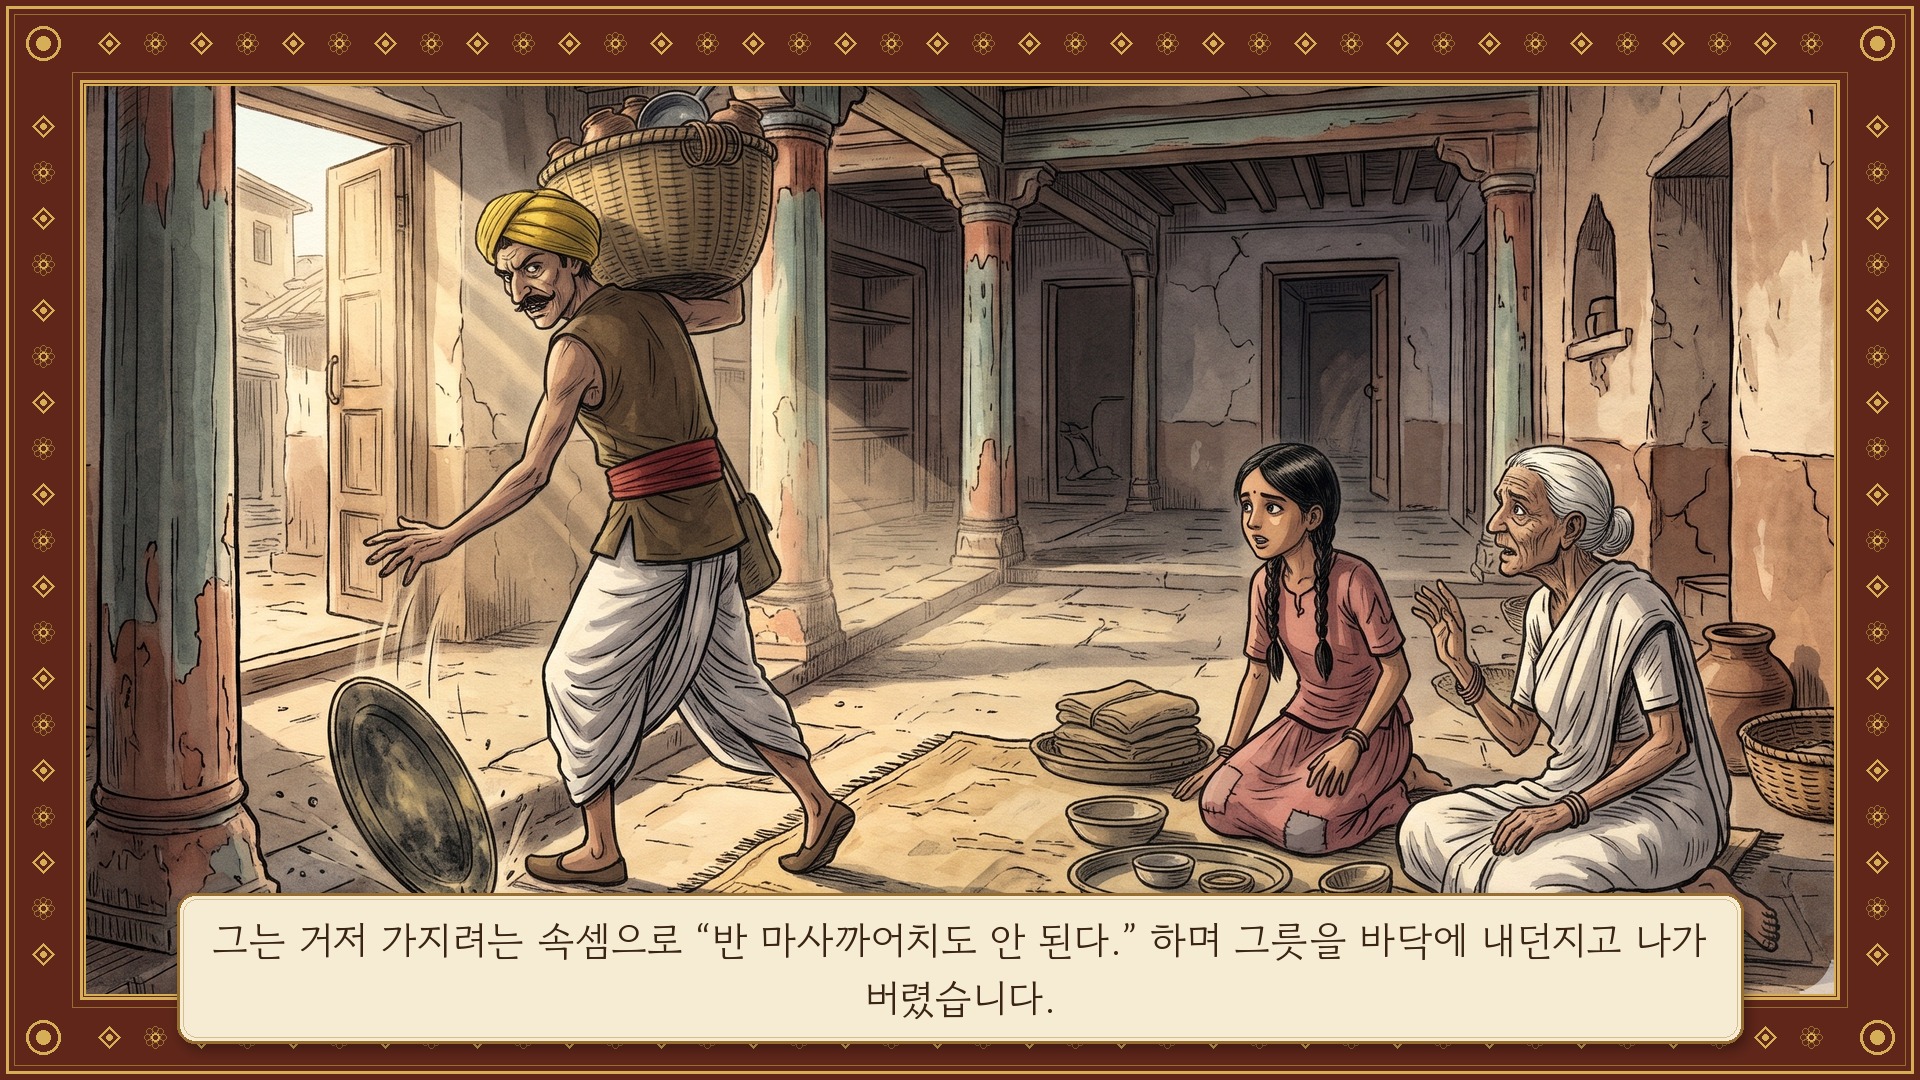 그는 거저 가지려는 속셈으로 “반 마사까어치도 안 된다.” 하며 그릇을 바닥에 내던지고 나가
버렸습니다.